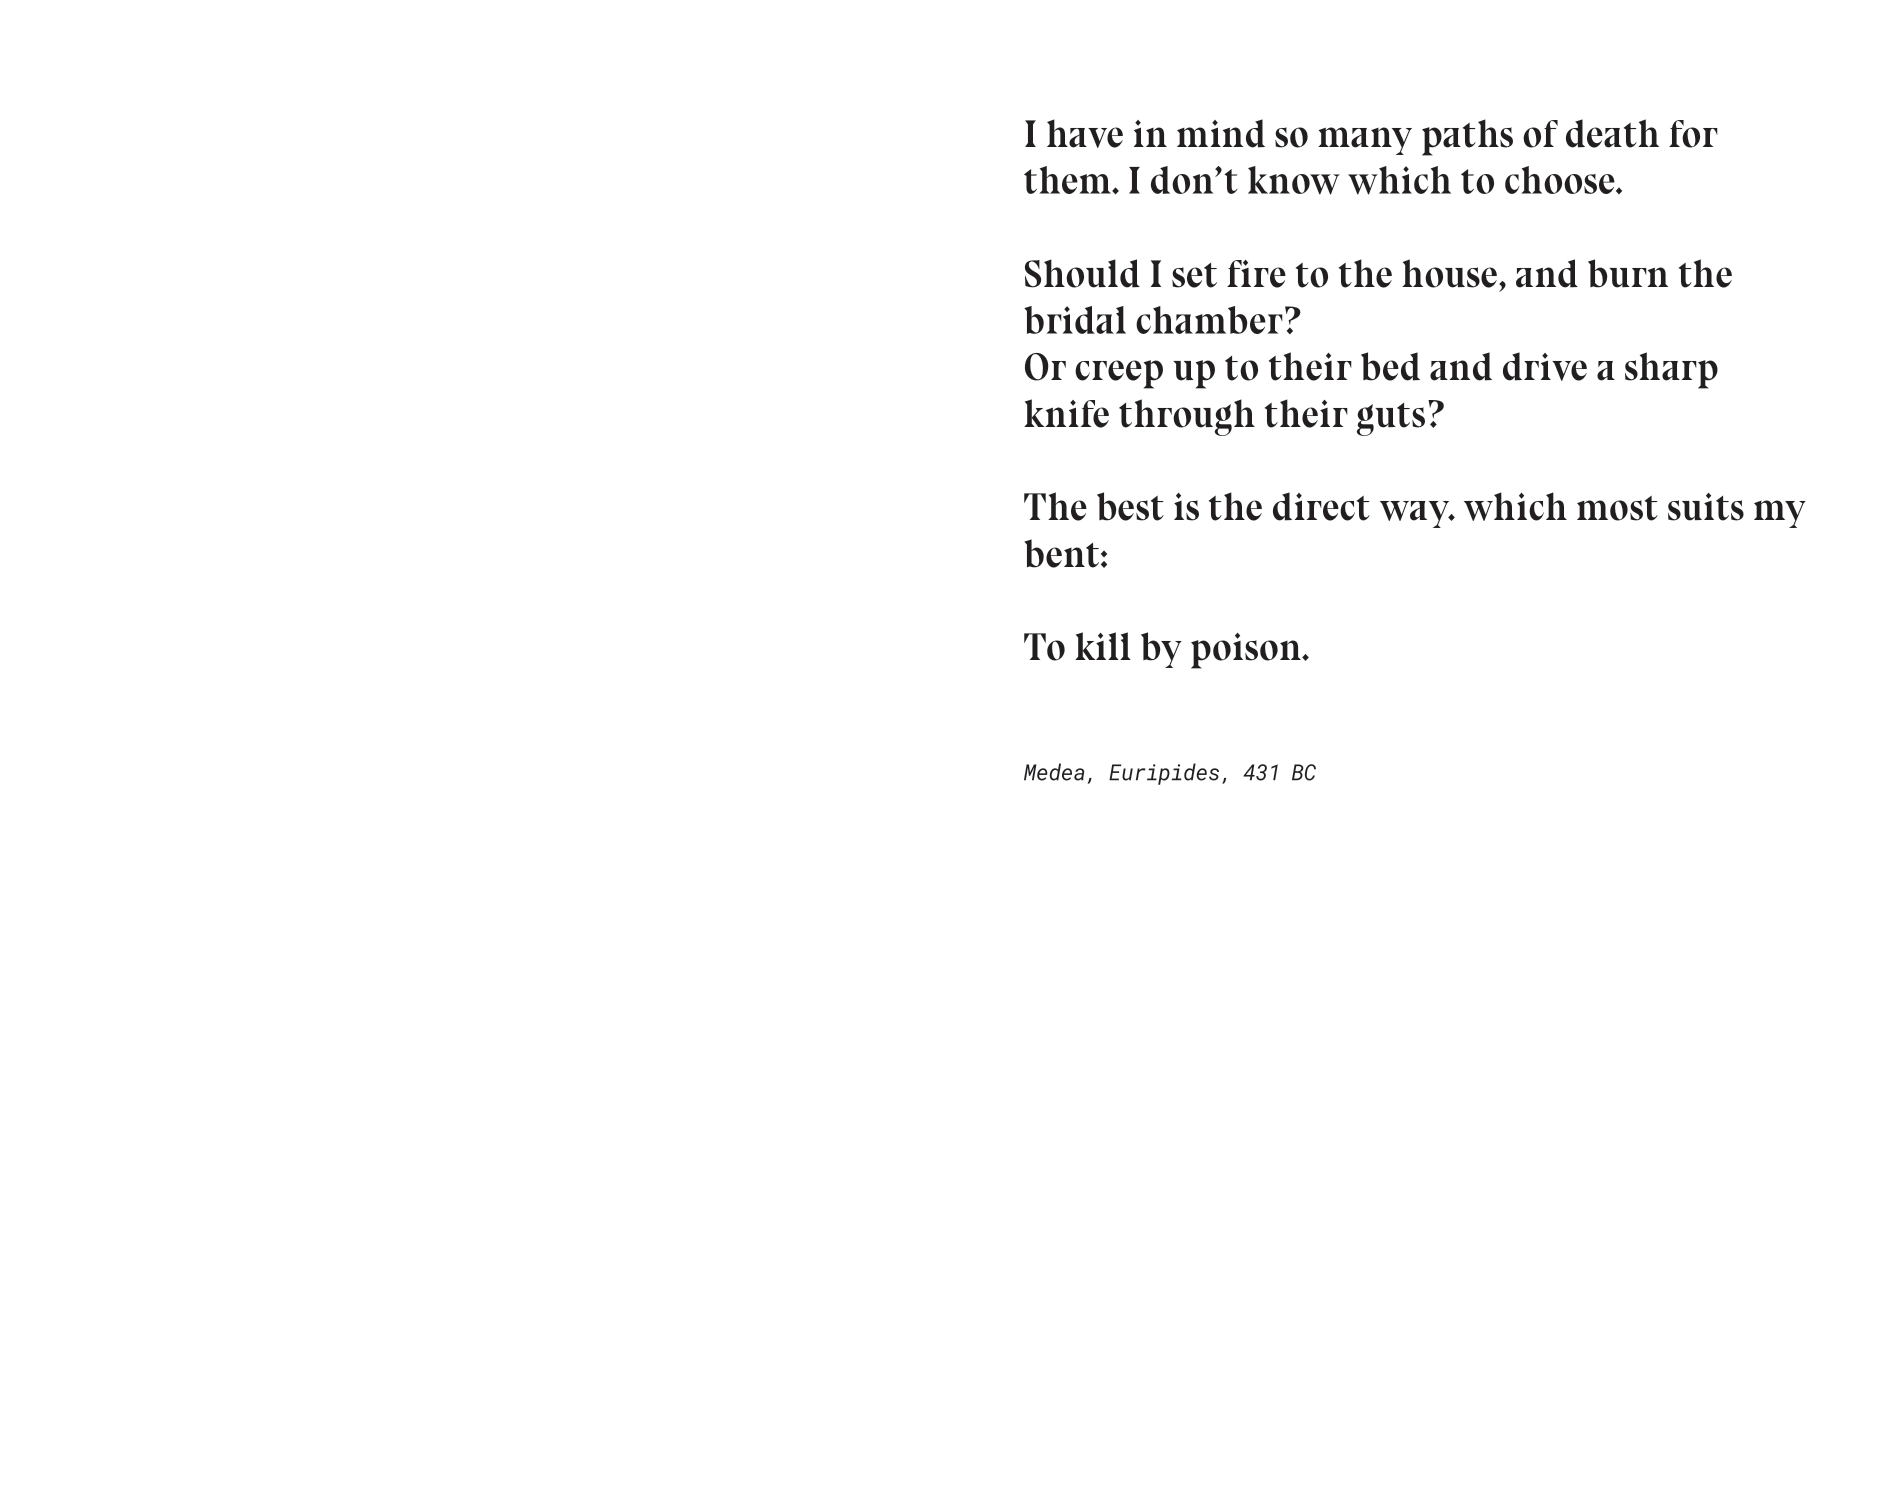 I have in mind so many paths of death for
them. I don’t know which to choose.
Should I set fire to the house, and burn the
bridal chamber?
Or creep up to their bed and drive a sharp
knife through their guts?
The best is the direct way. which most suits my
bent:
To kill by poison.
Medea, Euripides, 431 BC